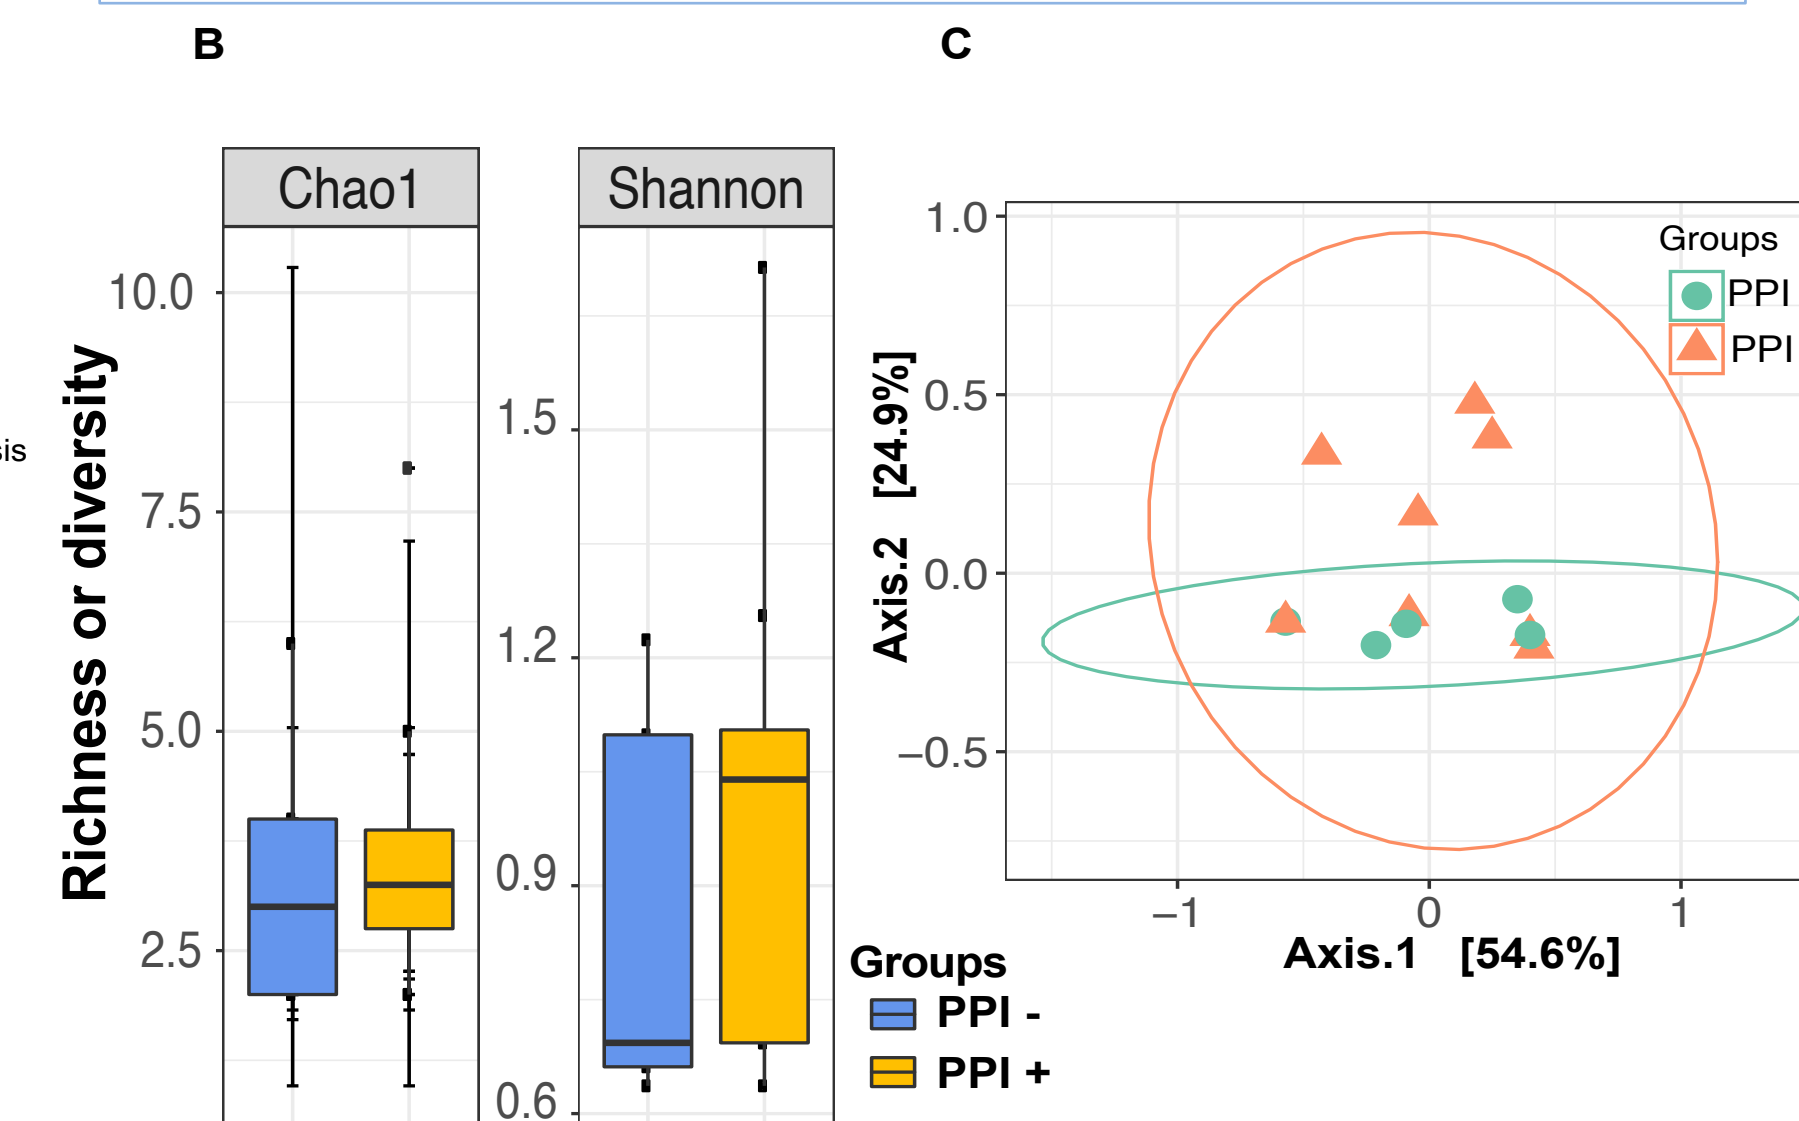 B
C
sis
Chao1
Shannon
Richness or diversity
10.0
7.5
5.0
2.5
1.5
1.2
0.9
0.6
Groups
PPI -
PPI +
Axis.2 [24.9%]
1.0
0.5
0.0
−0.5
Groups
PPI
PPI
−1
0
1
Axis.1 [54.6%]